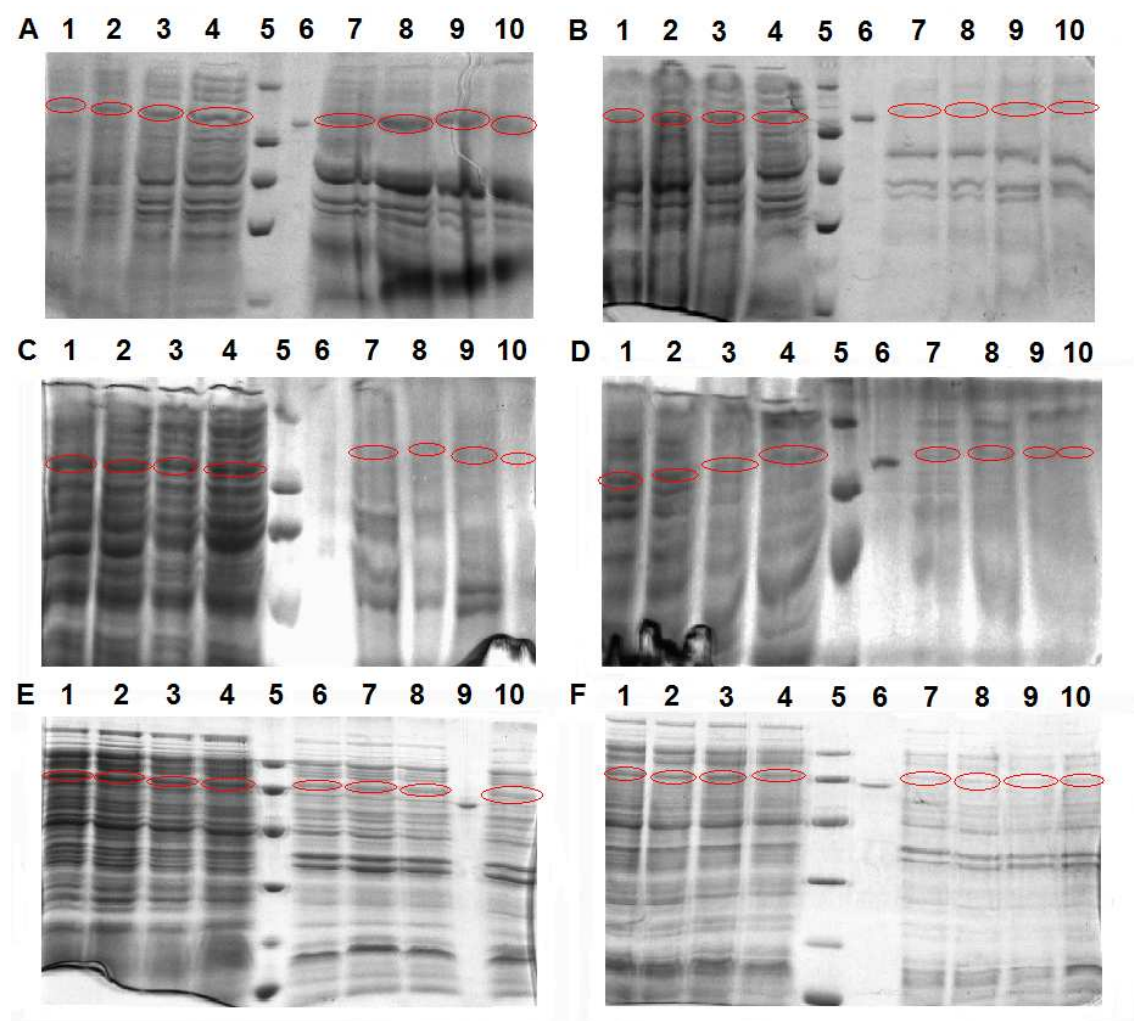 A 1 2 3 4 5 6 7 8 9 10
B 1 2 3 4 5 6 7 8 9 10
C 1 2 3 4 5 6 7 8 9 10
D 1 2 3 4 5 6 7 8 9 10
E 1 2 3 4 5 6 7 8 9 10
F 1 2 3 4 5 6 7 8 9 10